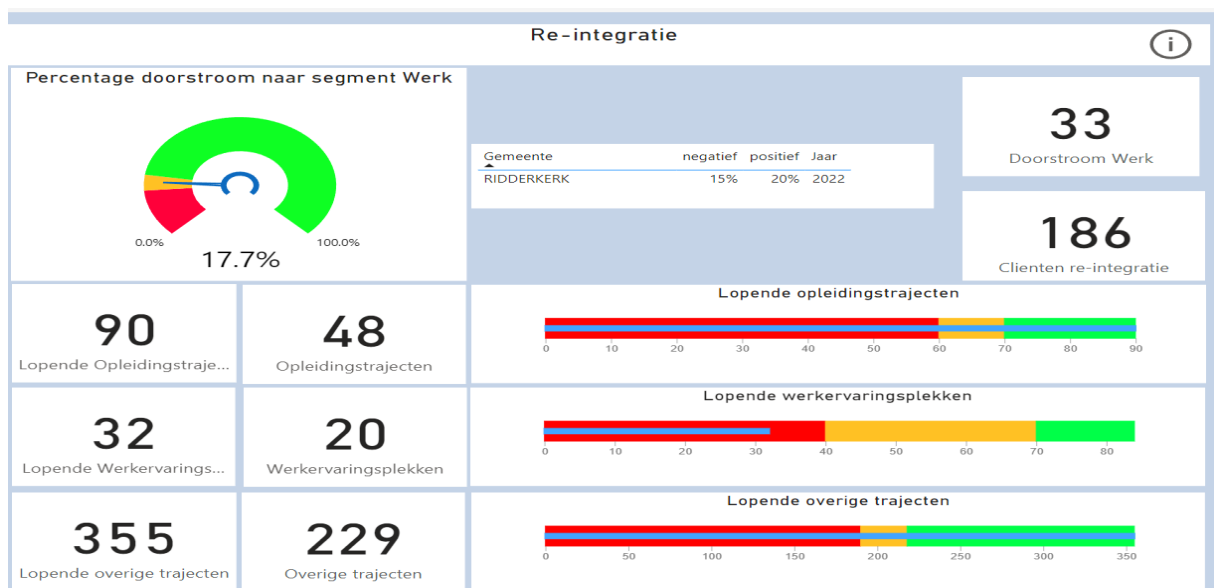 Re-integratie
i
Percentage doorstroom naar segment Werk
0.0%
100.0%
17.7%
Gemeente negatief positief Jaar
RIDDERKERK 15% 20% 2022
33
Doorstroom Werk
186
Clienten re-integratie
90
Lopende Opleidingstraje...
48
Opleidingstrajecten
Lopende opleidingstrajecten
0 10 20 30 40 50 60 70 80 90
32
Lopende Werkervarings...
20
Werkervaringsplekken
Lopende werkervaringsplekken
0 10 20 30 40 50 60 70 80
355
Lopende overige trajecten
229
Overige trajecten
Lopende overige trajecten
0 50 100 150 200 250 300 350